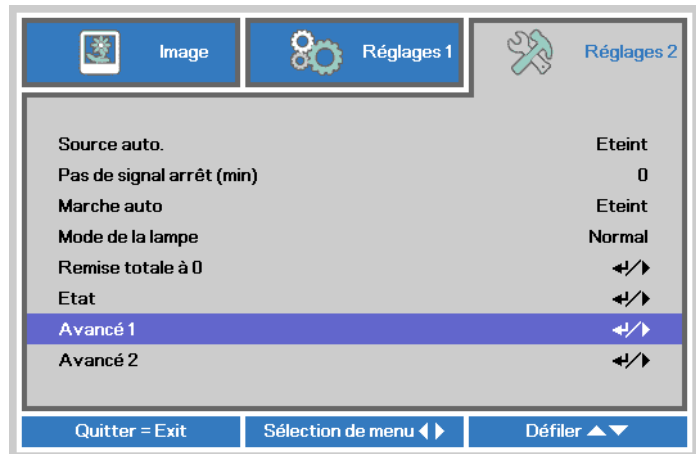 Image Réglages 1 Réglages 2
Source auto. Eteint
Pas de signal arrêt (min) 0
Marche auto Eteint
Mode de la lampe Normal
Remise totale à 0
Etat
Avancé 1
Avancé 2
Quitter = Exit Sélection de menu Défiler